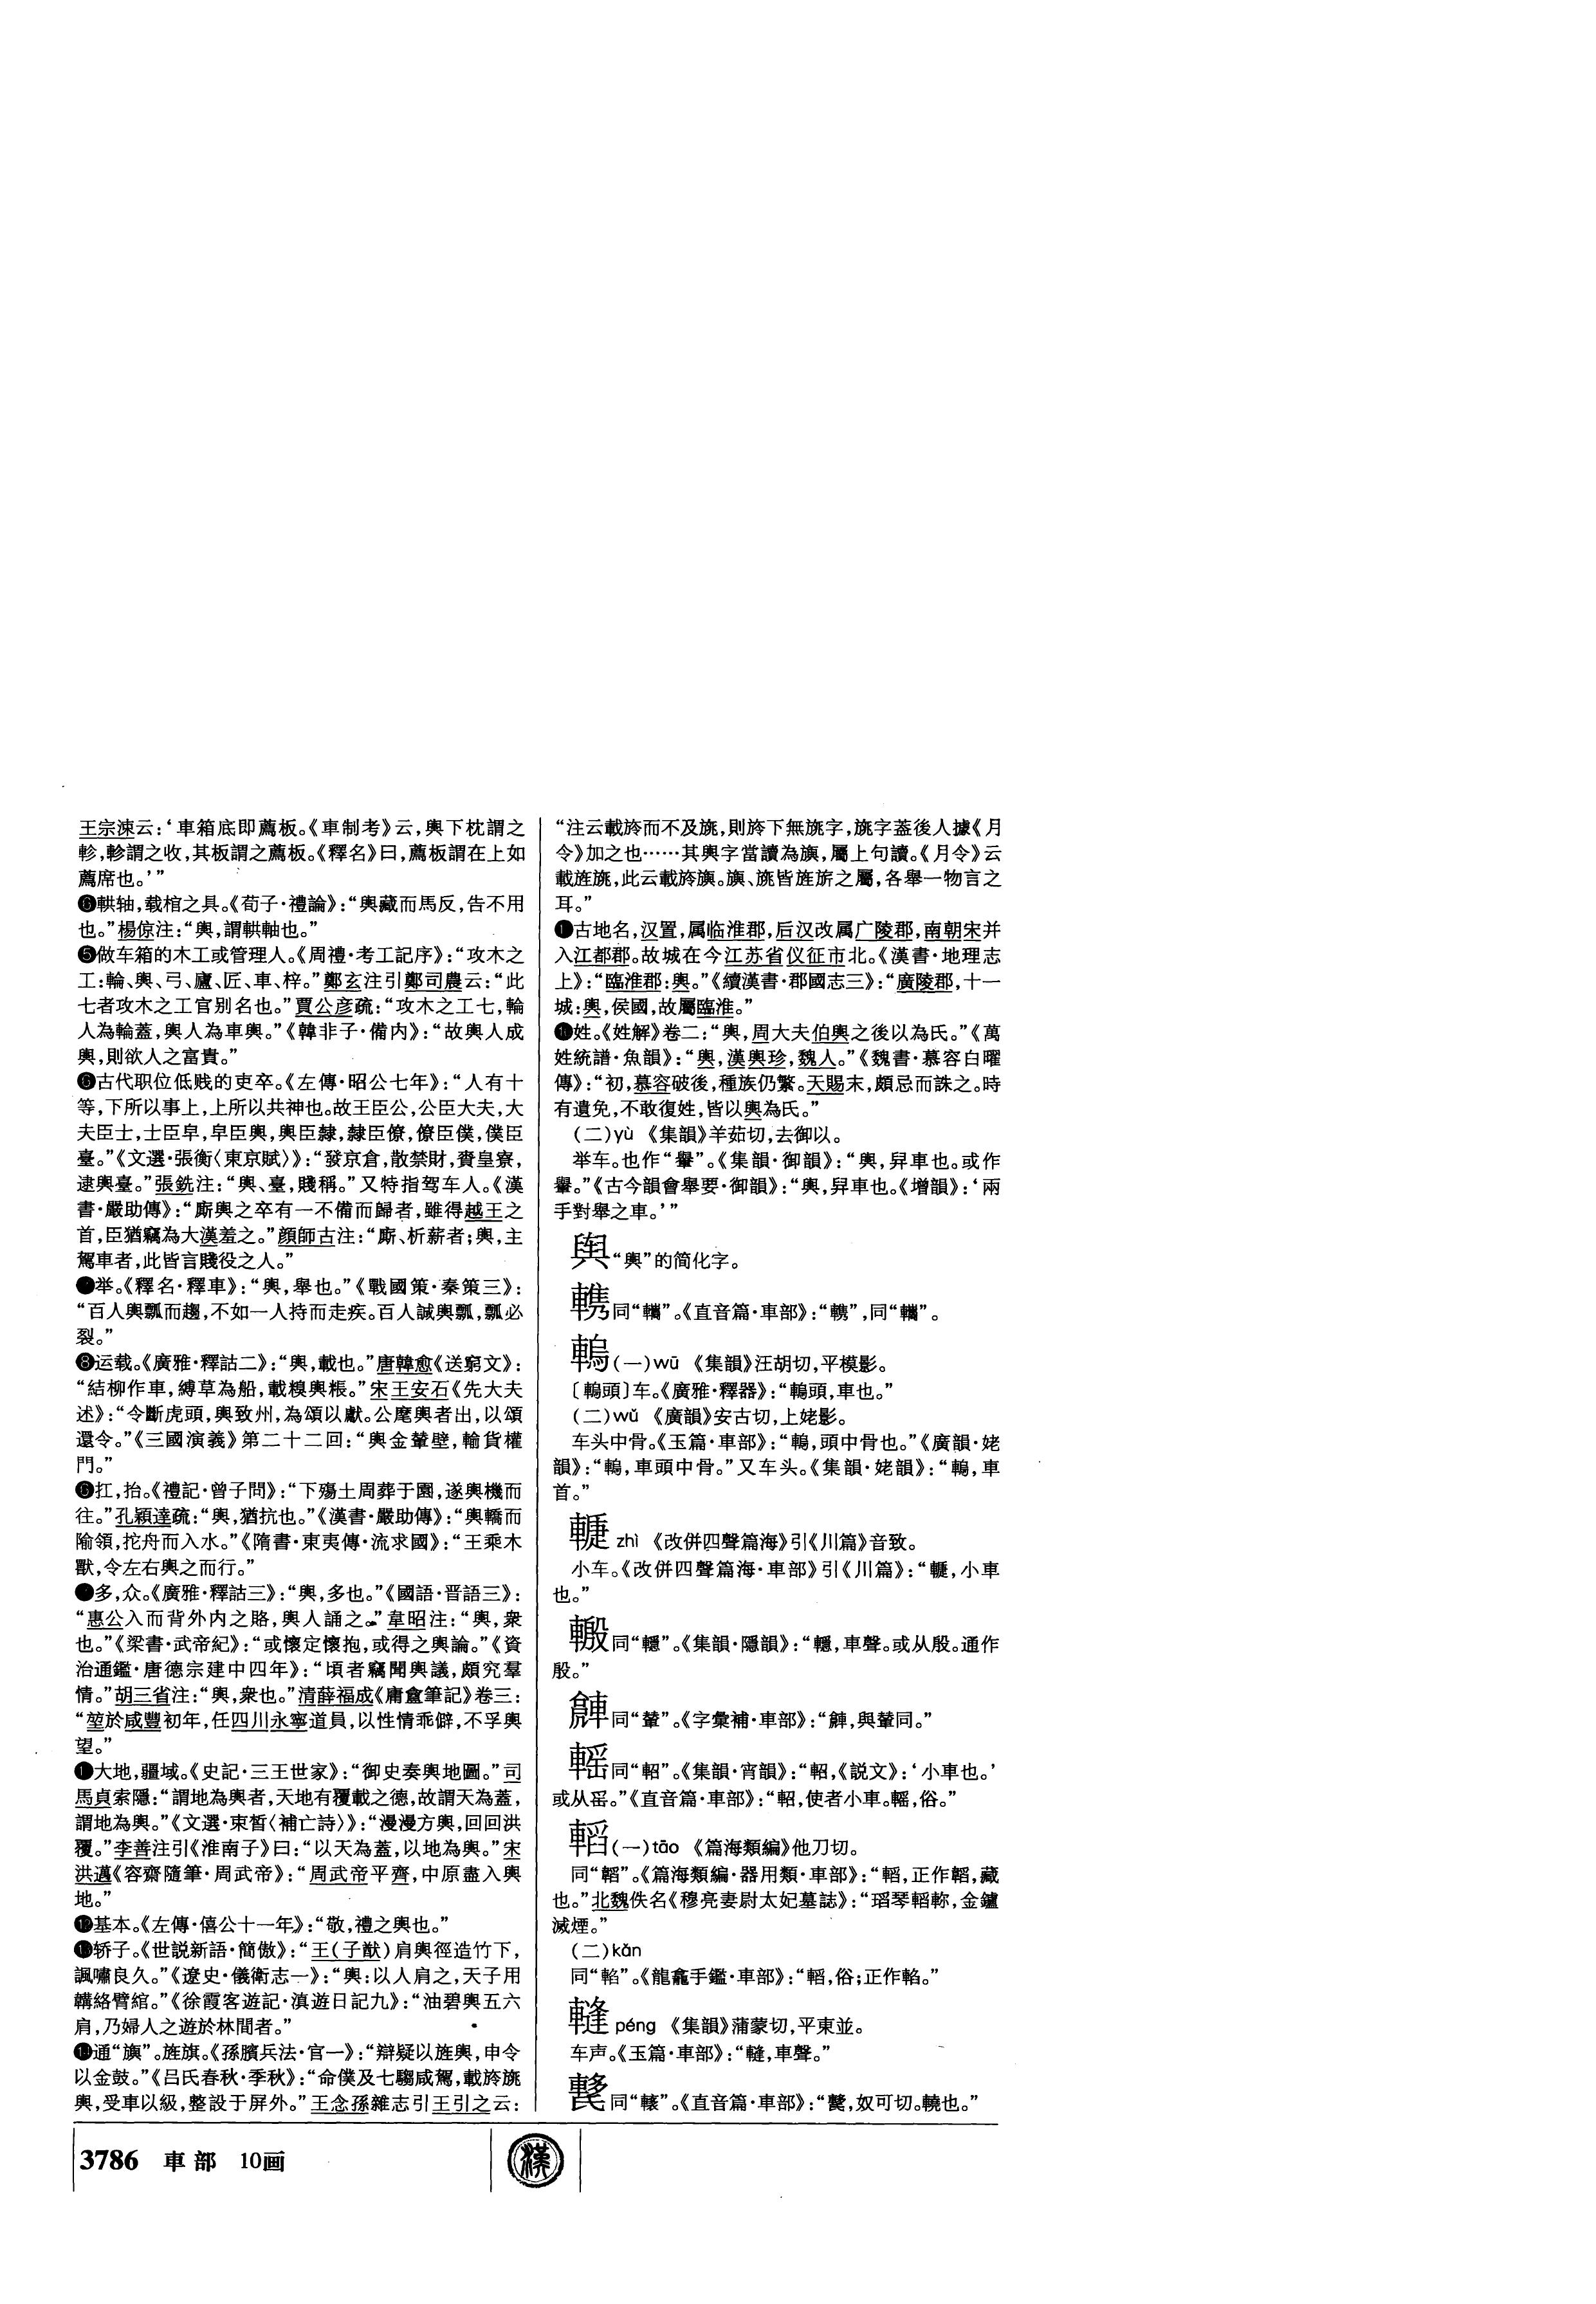 王宗涑云：‘車箱底即薦板。《車制考》云，輿下枕謂之
軫，軫謂之收，其板謂之薦板。《釋名》曰，薦板謂在上如
薦席也。’”
輁轴，载棺之具。《荀子·禮論》：“輿藏而馬反，告不用
也。”楊倞注：“輿，謂輁軸也。”
❺做车箱的木工或管理人。《周禮·考工記序》：“攻木之
工：輪、輿、弓、廬、匠、車、梓。”鄭玄注引鄭司農云：“此
七者攻木之工官别名也。”賈公彦疏：“攻木之工七，輪
人為輪蓋，輿人為車輿。”《韓非子·備内》：“故輿人成
輿，則欲人之富貴。”
❻古代职位低贱的吏卒。《左傳·昭公七年》：“人有十
等，下所以事上，上所以共神也。故王臣公，公臣大夫，大
夫臣士，士臣皁，皁臣輿，輿臣隸，隸臣僚，僚臣僕，僕臣
臺。”《文選·張衡〈東京賦〉》：“發京倉，散禁財，賚皇寮，
逮輿臺。”張銑注：“輿、臺，賤稱。”又特指驾车人。《漢
書·嚴助傳》：“廝輿之卒有一不備而歸者，雖得越王之
首，臣猶竊為大漢羞之。”顔師古注：“廝、析薪者；輿，主
駕車者，此皆言賤役之人。”
举。《釋名·釋車》：“輿，舉也。”《戰國策·秦策三》：
“百人輿瓢而趨，不如一人持而走疾。百人誠輿瓢，瓢必
裂。”
❽运载。《廣雅·釋詁二》：“輿，載也。”唐韓愈《送窮文》：
“結柳作車，縛草為船，載糗輿粻。”宋王安石《先大夫
述》：“令斷虎頭，輿致州，為頌以獻。公麾輿者出，以頌
還令。”《三國演義》第二十二回：“輿金輦壁，輸貨權
門。”
扛，抬。《禮記·曾子問》：“下殤土周葬于園，遂輿機而
往。”孔穎達疏：“輿，猶抗也。”《漢書·嚴助傳》：“輿轎而
隃領，拕舟而入水。”《隋書·東夷傳·流求國》：“王乘木
獸，令左右輿之而行。”
多，众。《廣雅·釋詁三》：“輿，多也。”《國語·晋語三》：
“惠公入而背外内之賂，輿人誦之。”韋昭注：“輿，衆
也。”《梁書·武帝紀》：“或懷定懷抱，或得之輿論。”《資
治通鑑·唐德宗建中四年》：“頃者竊聞輿議，頗究羣
情。”胡三省注：“輿，衆也。”清薛福成《庸盦筆記》卷三：
“堃於咸豐初年，任四川永寧道員，以性情乖僻，不孚輿
望。”
大地，疆域。《史記·三王世家》：“御史奏輿地圖。”司
馬貞索隱：“謂地為輿者，天地有覆載之德，故謂天為蓋，
謂地為輿。”《文選·束晳〈補亡詩〉》：“漫漫方輿，回回洪
覆。”李善注引《淮南子》曰：“以天為蓋，以地為輿。”宋
洪邁《容齋隨筆·周武帝》：“周武帝平齊，中原盡入輿
地。”
⓬基本。《左傳·僖公十一年》：“敬，禮之輿也。”
⓭轿子。《世説新語·簡傲》：“王（子猷）肩輿徑造竹下，
諷嘯良久。”《遼史·儀衛志一》：“輿：以人肩之，天子用
韝絡臂綰。”《徐霞客遊記·滇遊日記九》：“油碧輿五六
肩，乃婦人之遊於林間者。”
⓮通“旟”。旌旗。《孫臏兵法·官一》：“辯疑以旌輿，申令
以金鼓。”《吕氏春秋·季秋》：“命僕及七騶咸駕，載旍旐
輿，受車以級，整設于屏外。”王念孫雜志引王引之云：
“注云載旍而不及旐，則旍下無旐字，旐字蓋後人據《月
令》加之也……其輿字當讀為旟，屬上句讀。《月令》云
載旌旐，此云載旍旟。旟、旐皆旌旂之屬，各舉一物言之
耳。”
古地名，汉置，属临淮郡，后汉改属广陵郡，南朝宋并
入江都郡。故城在今江苏省仪征市北。《漢書·地理志
上》：“臨淮郡：輿。”《續漢書·郡國志三》：“廣陵郡，十一
城：輿，侯國，故屬臨淮。”
姓。《姓解》卷二：“輿，周大夫伯輿之後以為氏。”《萬
姓統譜·魚韻》：“輿，漢輿珍，魏人。”《魏書·慕容白曜
傳》：“初，慕容破後，種族仍繁。天賜末，頗忌而誅之。時
有遺免，不敢復姓，皆以輿為氏。”
（二）yù 《集韻》羊茹切，去御以。
举车。也作“轝”。《集韻·御韻》：“輿，舁車也。或作
轝。”《古今韻會舉要·御韻》：“輿，舁車也。《增韻》：‘兩
手對舉之車。’”
舆“輿”的简化字。
𨍫同“轊”。《直音篇·車部》：“𨍫”，同“轊”。
𨍥（一）wū 《集韻》汪胡切，平模影。
〔𨍥頭〕车。《廣雅·釋器》：“𨍥頭，車也。”
（二）wǔ 《廣韻》安古切，上姥影。
车头中骨。《玉篇·車部》：“𨍥，頭中骨也。”《廣韻·姥
韻》：“𨍥，車頭中骨。”又车头。《集韻·姥韻》：“𨍥，車
首。”
zhì 《改併四聲篇海》引《川篇》音致。
小车。《改併四聲篇海·車部》引《川篇》：“，小車
也。”
同“轀”。《集韻·隱韻》：“，車聲。或从殷。通作
殷。”
同“輦”。《字彙補·車部》：“，與輦同。”
同“軺”。《集韻·宵韻》：“軺，《説文》：‘小車也。’
或从䍃。”《直音篇·車部》：“軺，使者小車。，俗。”
（一）tāo 《篇海類編》他刀切。
同“韜”。《篇海類編·器用類·車部》：“，正作韜，藏
也。”北魏佚名《穆亮妻尉太妃墓誌》：“瑶琴，金鑪
滅煙。”
（二）kǎn
同“輡”。《龍龕手鑑·車部》：“，俗；正作輡。”
péng 《集韻》蒲蒙切，平東並。
车声。《玉篇·車部》：“，車聲。”
同“”。《直音篇·車部》：“，奴可切。輗也。”
3786 車部 10画
漢